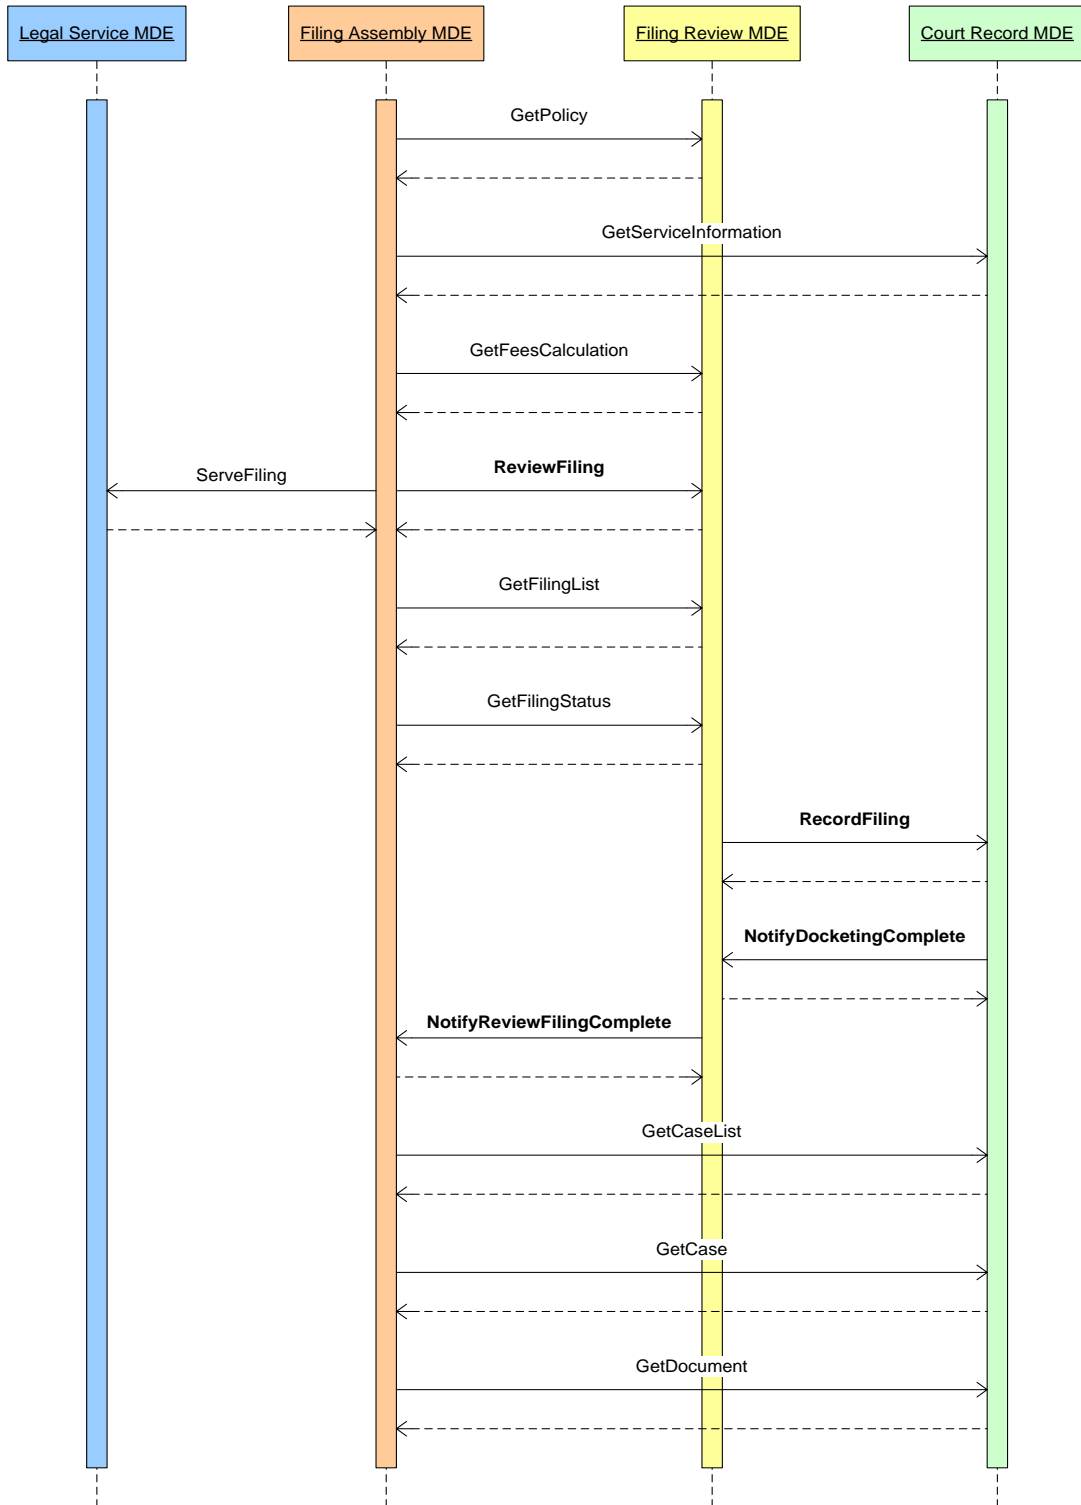 Legal Service MDE
Filing Assembly MDE
Filing Review MDE
Court Record MDE
GetPolicy
GetServiceInformation
GetFeesCalculation
ServeFiling
ReviewFiling
GetFilingList
GetFilingStatus
RecordFiling
NotifyDocketingComplete
NotifyReviewFilingComplete
GetCaseList
GetCase
GetDocument